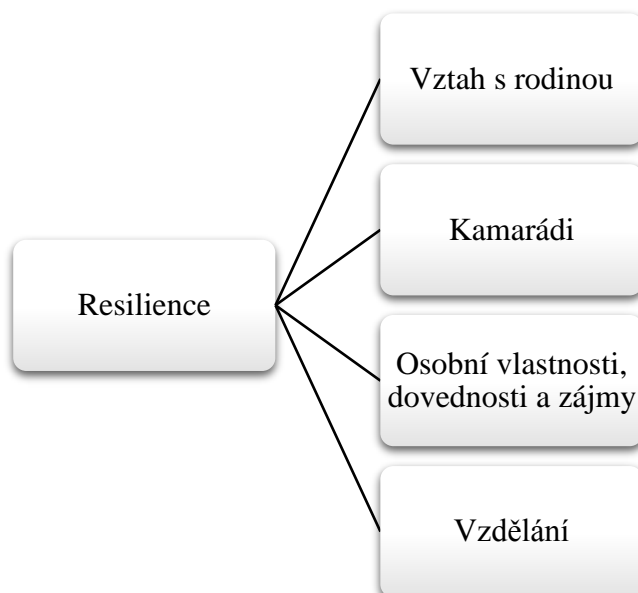 Vztah s rodinou
Kamarádi
Resilience
Osobní vlastnosti,
dovednosti a zájmy
Vzdělání